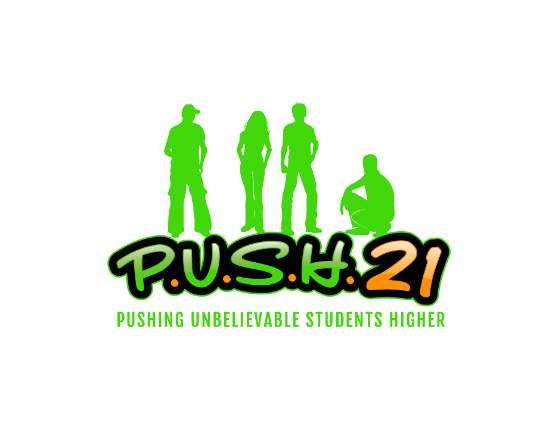 P.U.S.H. 21
PUSHING UNBELIEVABLE STUDENTS HIGHER